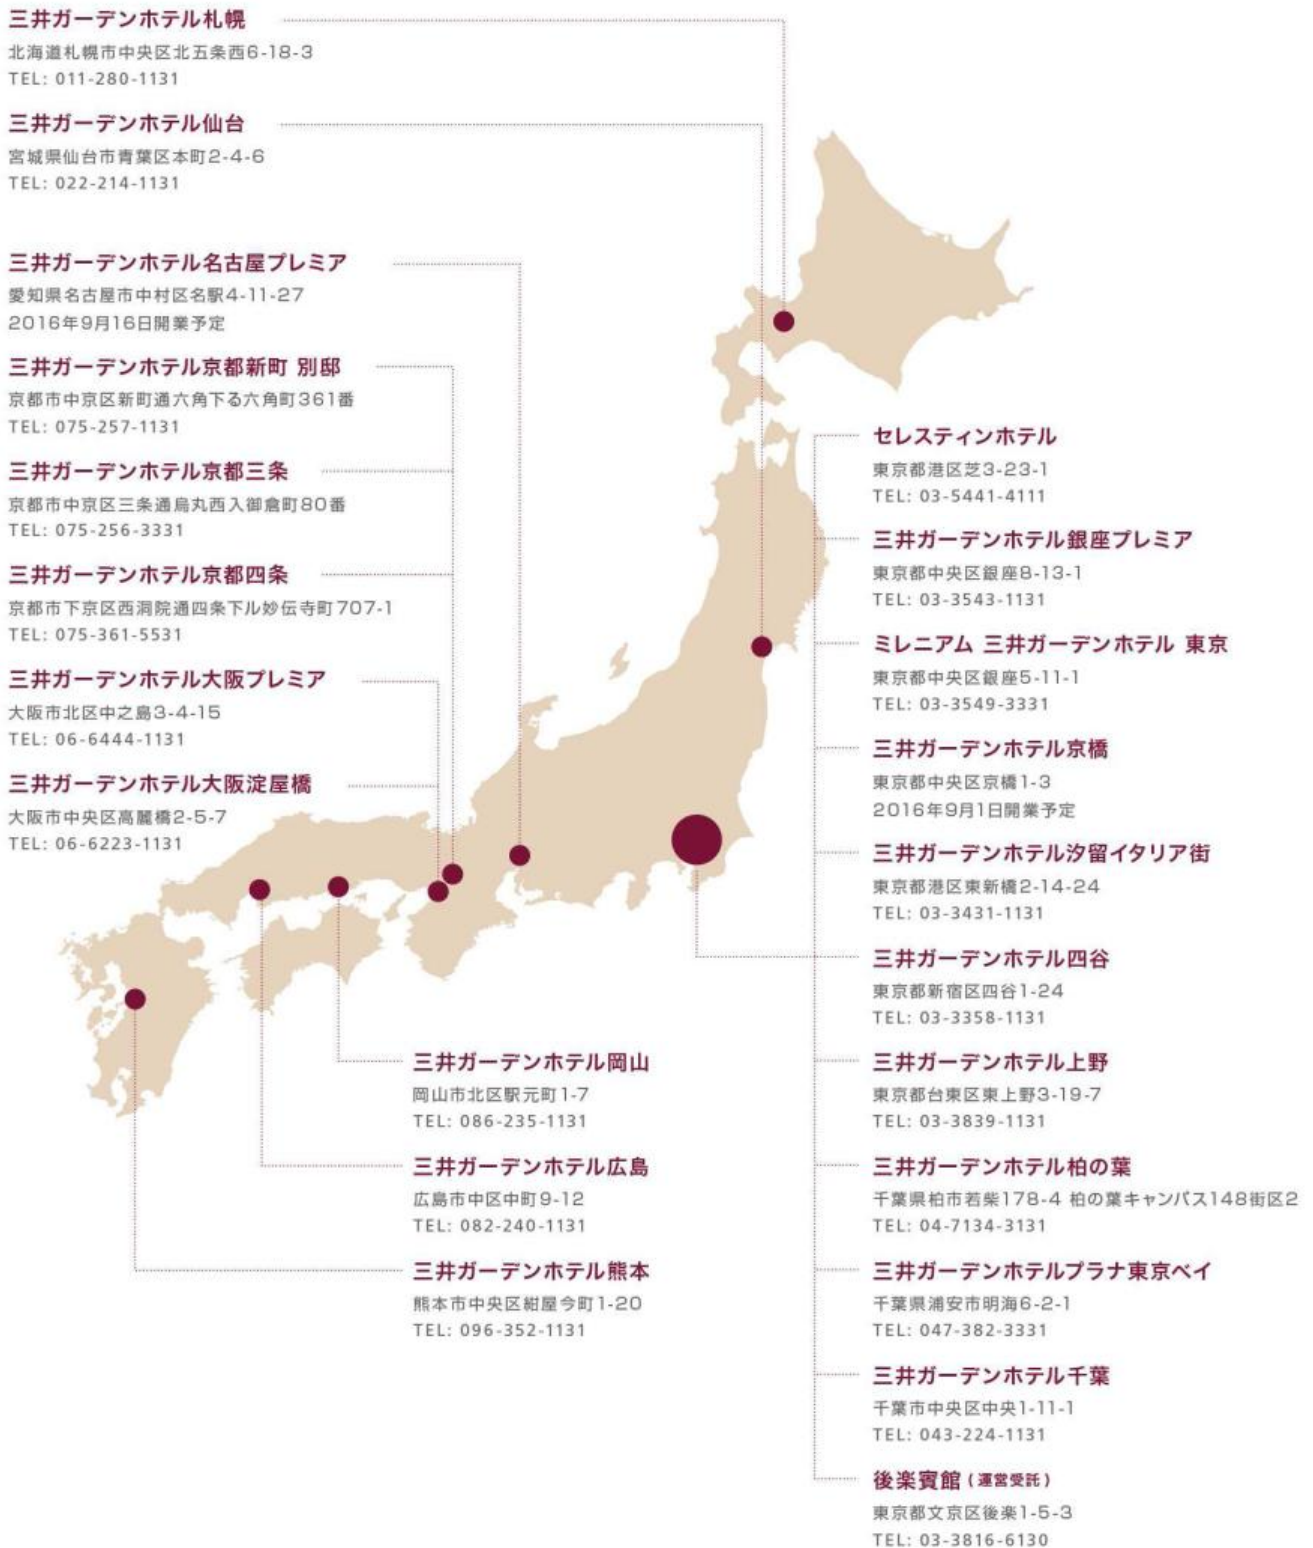 三井ガーデンホテル札幌
北海道札幌市中央区北五条西6-18-3
TEL: 011-280-1131
三井ガーデンホテル仙台
宮城県仙台市青葉区本町2-4-6
TEL: 022-214-1131
三井ガーデンホテル名古屋プレミア
愛知県名古屋市中村区名駅4-11-27
2016年9月16日開業予定
三井ガーデンホテル京都新町 別邸
京都市中京区新町通六角下る六角町361番
TEL: 075-257-1131
三井ガーデンホテル京都三条
京都市中京区三条通烏丸西入御倉町80番
TEL: 075-256-3331
三井ガーデンホテル京都四条
京都市下京区西洞院通四条下ル妙伝寺町707-1
TEL: 075-361-5531
三井ガーデンホテル大阪プレミア
大阪市北区中之島3-4-15
TEL: 06-6444-1131
三井ガーデンホテル大阪淀屋橋
大阪市中央区高麗橋2-5-7
TEL: 06-6223-1131
三井ガーデンホテル岡山
岡山市北区駅元町1-7
TEL: 086-235-1131
三井ガーデンホテル広島
広島市中区中町9-12
TEL: 082-240-1131
三井ガーデンホテル熊本
熊本市中央区紺屋今町1-20
TEL: 096-352-1131
セレスティンホテル
東京都港区芝3-23-1
TEL: 03-5441-4111
三井ガーデンホテル銀座プレミア
東京都中央区銀座8-13-1
TEL: 03-3543-1131
ミレニアム 三井ガーデンホテル 東京
東京都中央区銀座5-11-1
TEL: 03-3549-3331
三井ガーデンホテル京橋
東京都中央区京橋1-3
2016年9月1日開業予定
三井ガーデンホテル汐留イタリア街
東京都港区東新橋2-14-24
TEL: 03-3431-1131
三井ガーデンホテル四谷
東京都新宿区四谷1-24
TEL: 03-3358-1131
三井ガーデンホテル上野
東京都台東区東上野3-19-7
TEL: 03-3839-1131
三井ガーデンホテル柏の葉
千葉県柏市若柴178-4 柏の葉キャンパス148街区2
TEL: 04-7134-3131
三井ガーデンホテルプラナ東京ベイ
千葉県浦安市明海6-2-1
TEL: 047-382-3331
三井ガーデンホテル千葉
千葉市中央区中央1-11-1
TEL: 043-224-1131
後楽賓館 (運営受託)
東京都文京区後楽1-5-3
TEL: 03-3816-6130